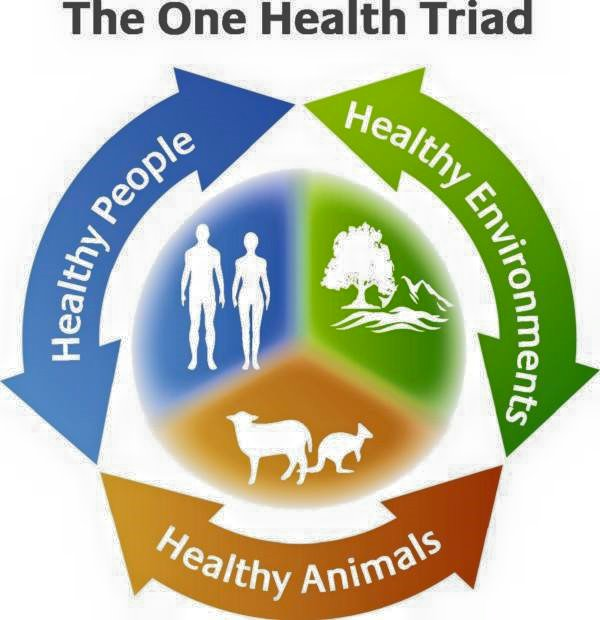 The One Health Triad
Healthy People
Healthy Environments
Healthy Animals